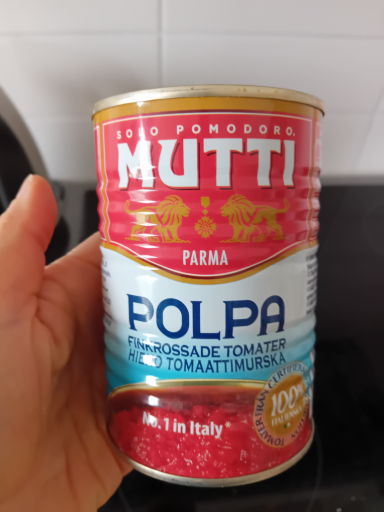 SOLO POMODORO.
MUTTI
PARMA
POLPA
FINKROSSADE TOMATER
HIENO TOMAATTIMURSKA
100%
No. 1 in Italy*